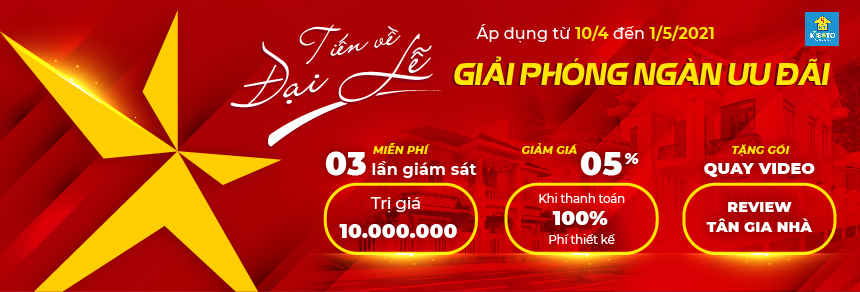 Tiến về
Đại Lễ
Áp dụng từ 10/4 đến 1/5/2021
GIẢI PHÓNG NGÀN ƯU ĐÃI
03 MIỄN PHÍ
lần giám sát
Trị giá
10.000.000
GIẢM GIÁ 05%
Khi thanh toán
100%
Phí thiết kế
TẶNG GÓI
QUAY VIDEO
REVIEW
TÂN GIA NHÀ